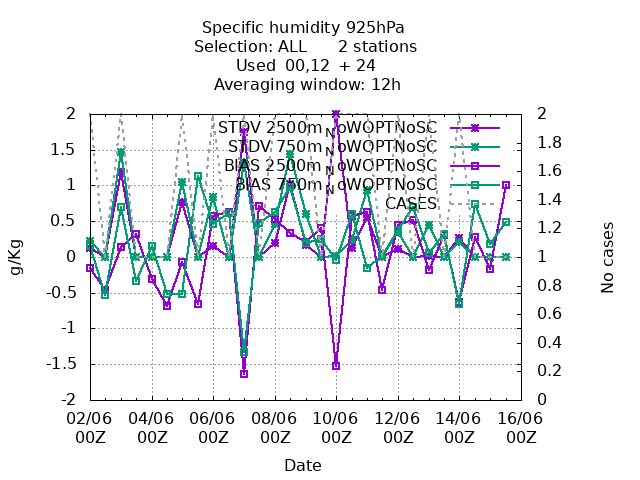 Specific humidity 925hPa
Selection: ALL 2 stations
Used 00,12 + 24
Averaging window: 12h
STDV 2500m_NoWOPTNoSC
STDV 750m_NoWOPTNoSC
BIAS 2500m_NoWOPTNoSC
BIAS 750m_NoWOPTNoSC
CASES
g/Kg
2
1.5
1
0.5
0
-0.5
-1
-1.5
-2
No cases
2
1.8
1.6
1.4
1.2
1
0.8
0.6
0.4
0.2
0
02/06 04/06 06/06 08/06 10/06 12/06 14/06 16/06
00Z 00Z 00Z 00Z 00Z 00Z 00Z 00Z
Date